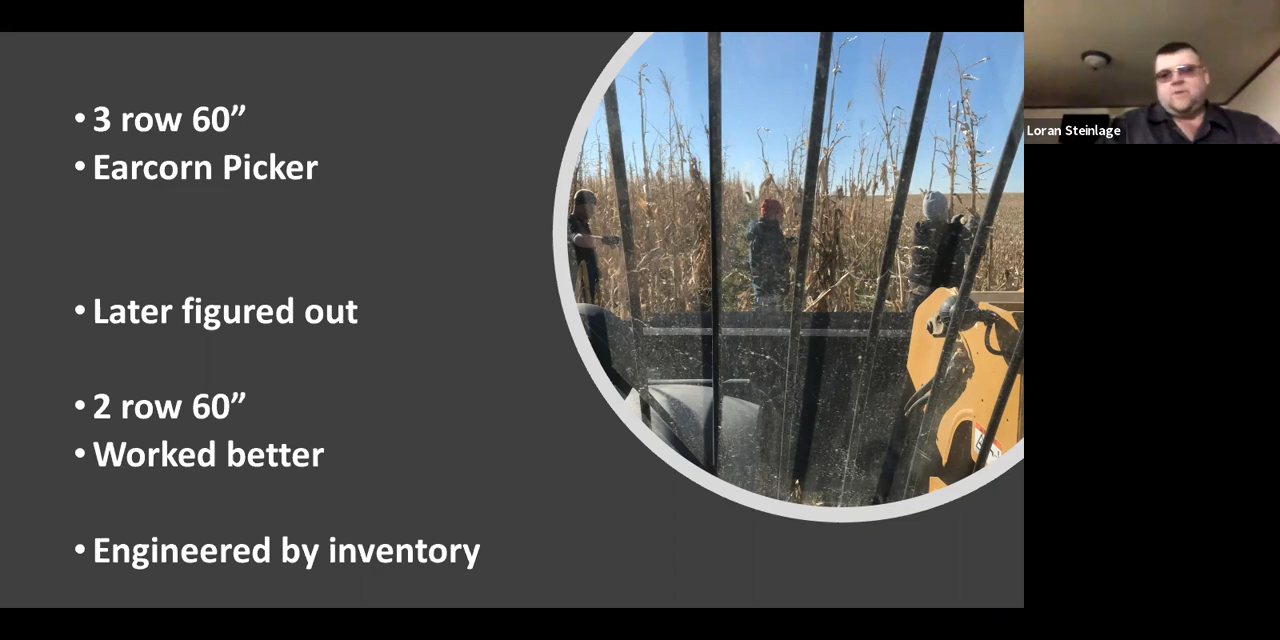 • 3 row 60”
• Earcorn Picker
• Later figured out
• 2 row 60”
• Worked better
• Engineered by inventory
Loran Steinlage